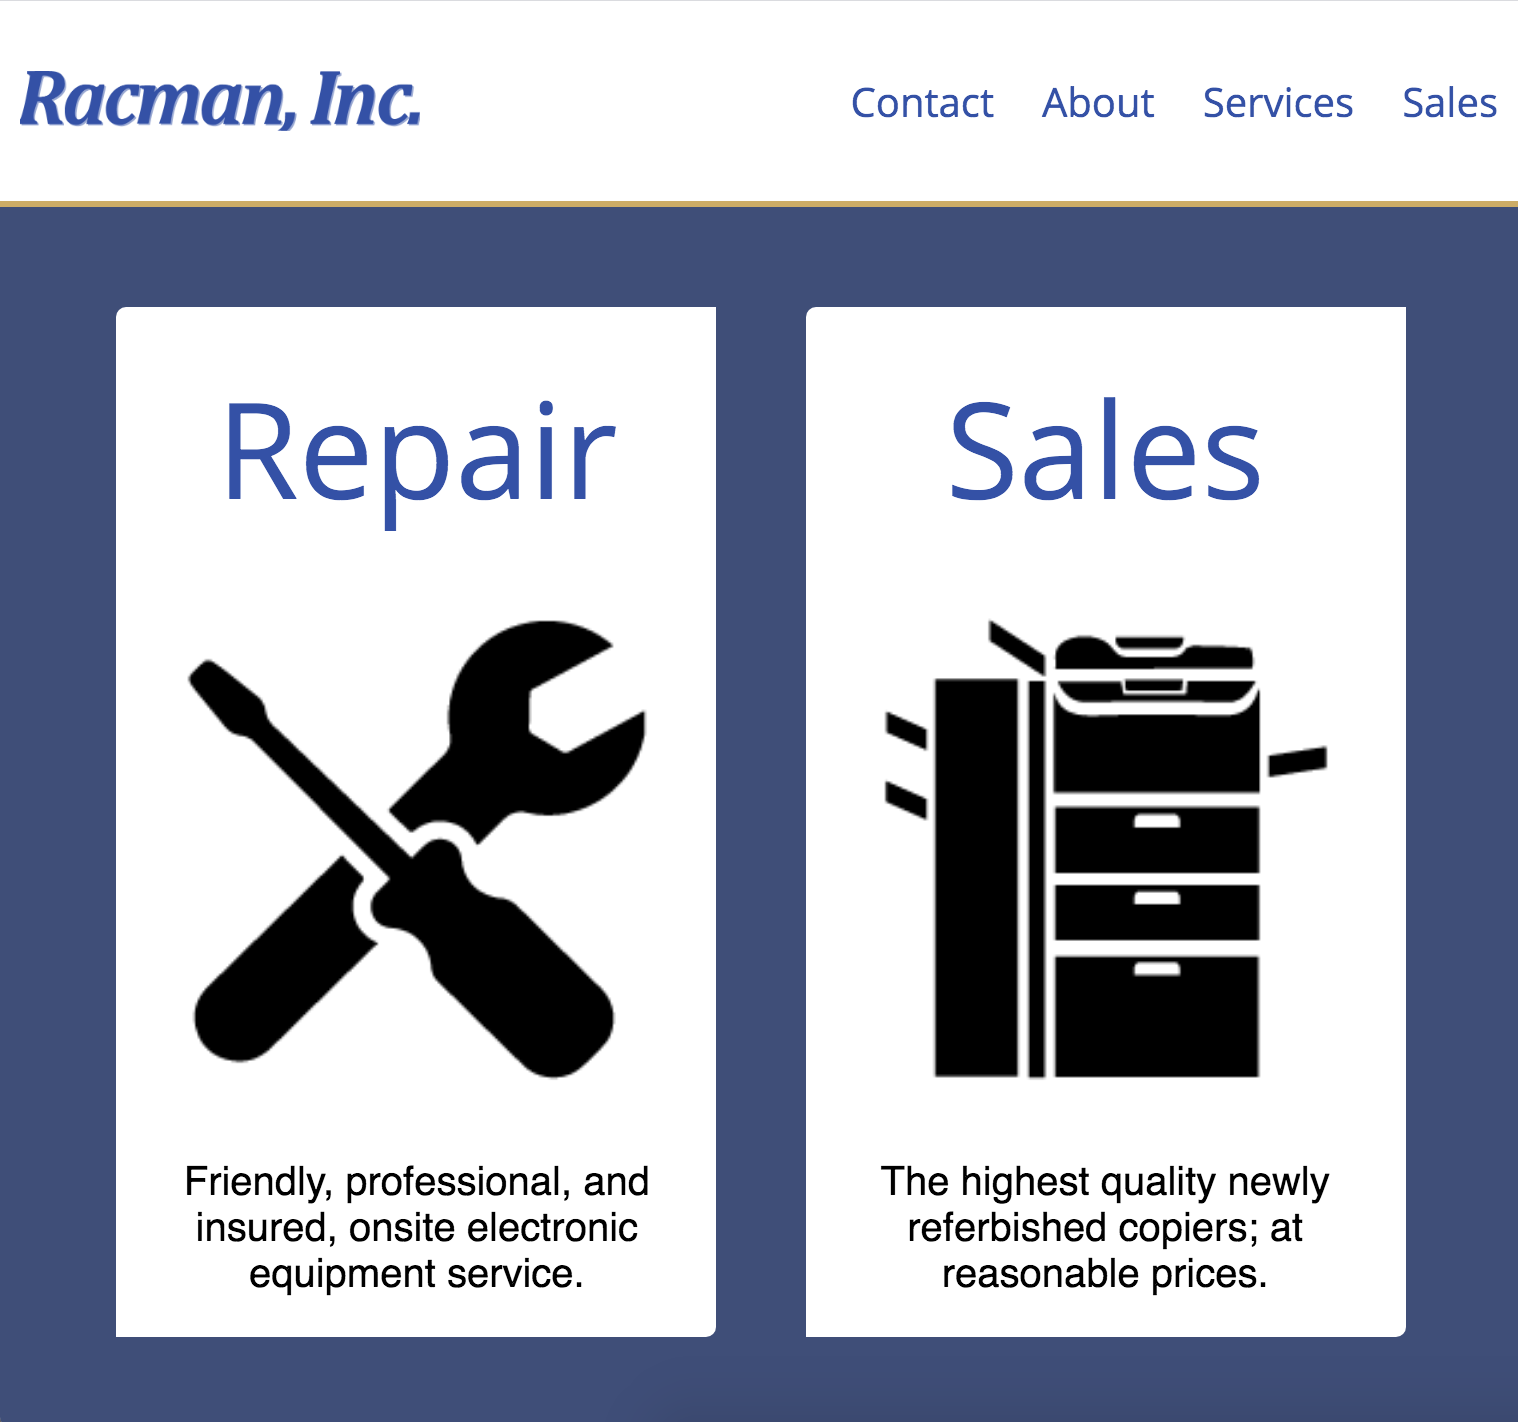 Racman, Inc.
Contact About Services Sales
Repair
Friendly, professional, and
insured, onsite electronic
equipment service.
Sales
The highest quality newly
referbished copiers; at
reasonable prices.